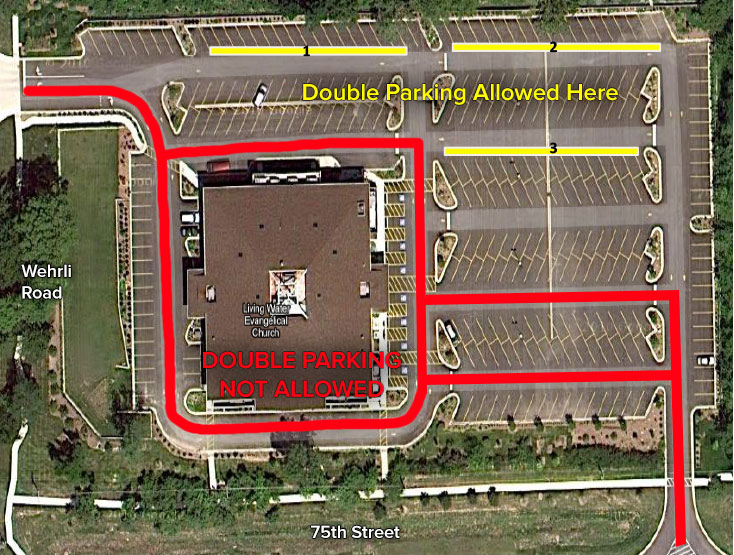 1
2
Double Parking Allowed Here
3
Wehrli
Road
Living Water
Evangelical
Church
DOUBLE PARKING
NOT ALLOWED
75th Street